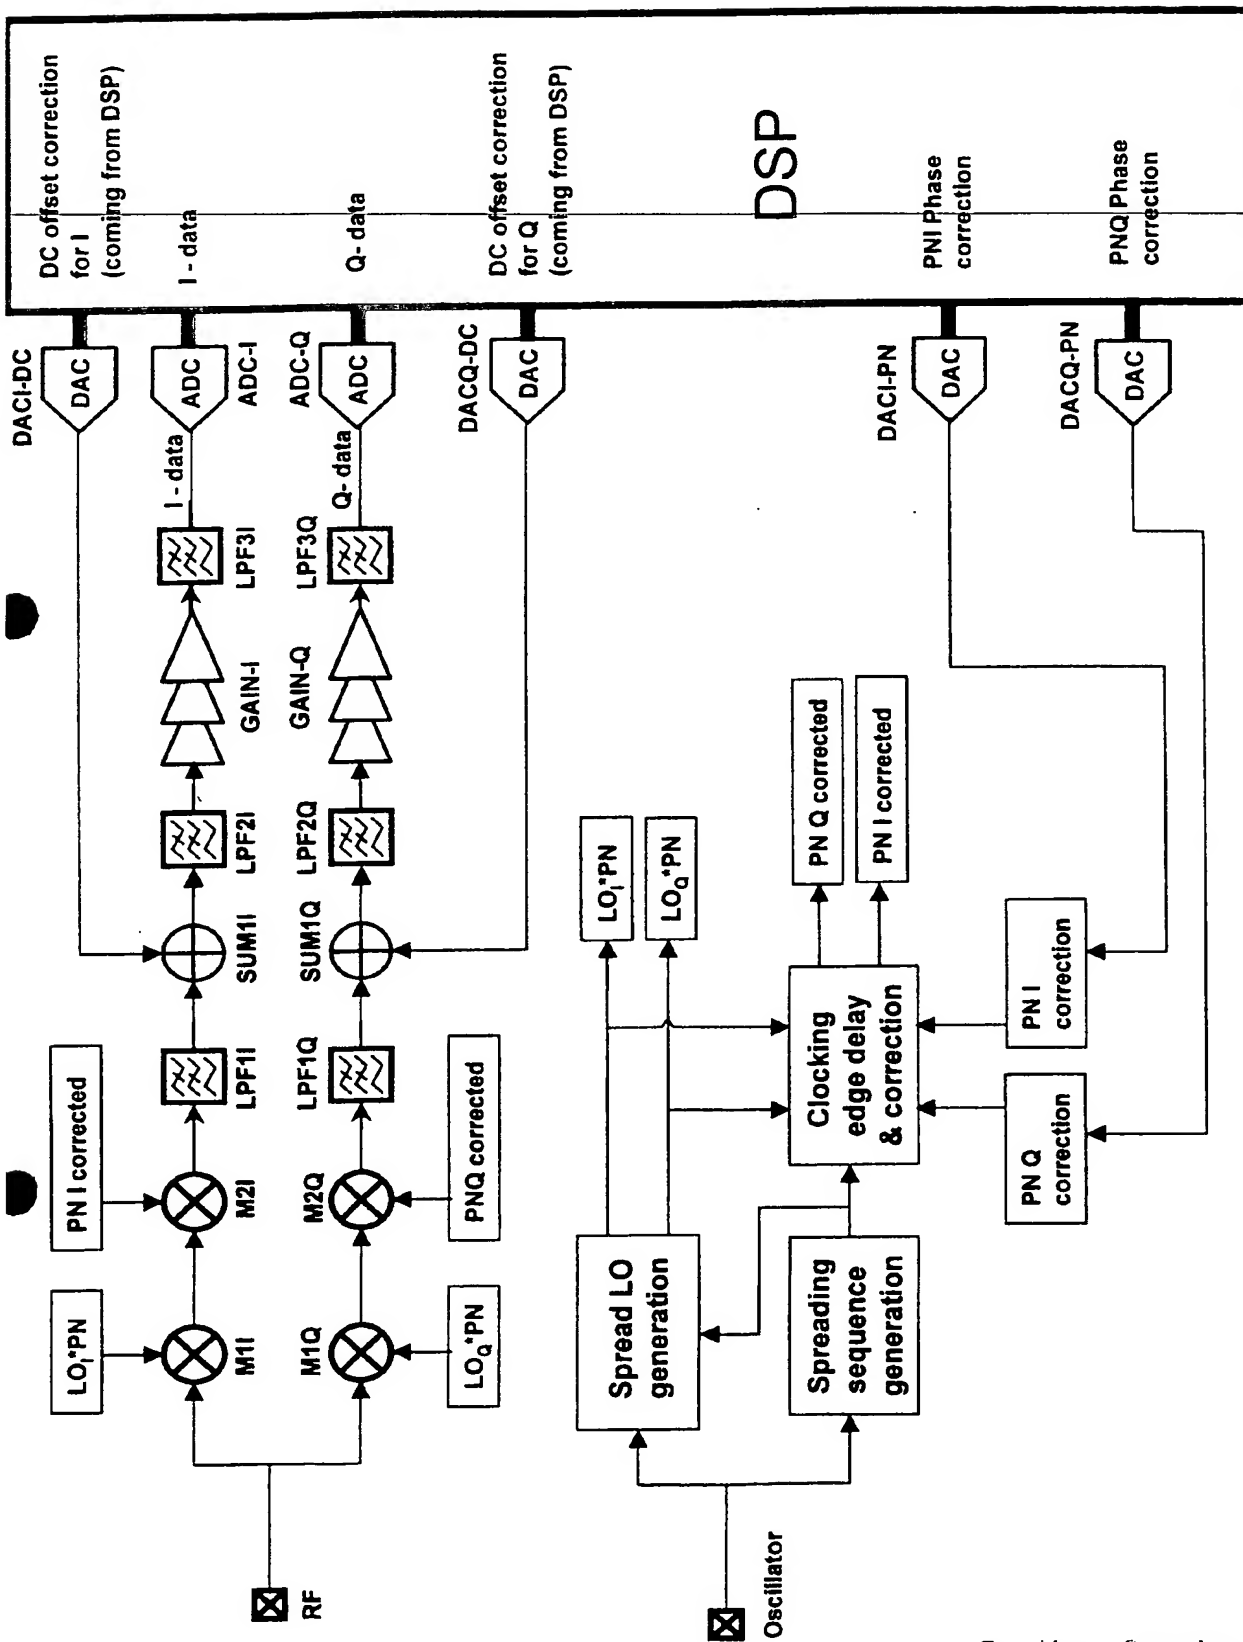 DC offset correction
for I
(coming from DSP)
I - data
Q- data
DC offset correction
for Q
(coming from DSP)
DSP
PNI Phase
correction
PNQ Phase
correction
DACI-DC
DAC
ADC
ADC-I
ADC-Q
ADC
DACQ-DC
DAC
DACI-PN
DAC
DACQ-PN
DAC
I - data
Q- data
LPF3I
LPF3Q
GAIN-I
GAIN-Q
LPF2I
LPF2Q
SUM1I
SUM1Q
LPF1I
LPF1Q
PN I corrected
M2I
M2Q
PNQ corrected
LOI*PN
M1I
M1Q
LOQ*PN
RF
LOI*PN
LOQ*PN
PN Q corrected
PN I corrected
Spread LO
generation
Clocking
edge delay
& correction
Spreading
sequence
generation
PN I
correction
PN Q
correction
Oscillator